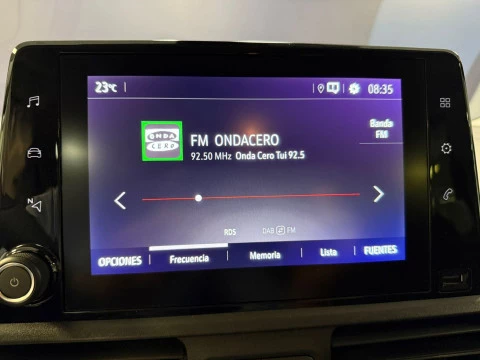 23°C
08:35
ONDA
CERO
FM ONDACERO
92.50 MHz Onda Cero Tui 92.5
Banda
FM
RDS
DAB FM
OPCIONES
Frecuencia
Memoria
Lista
FUENTES
N